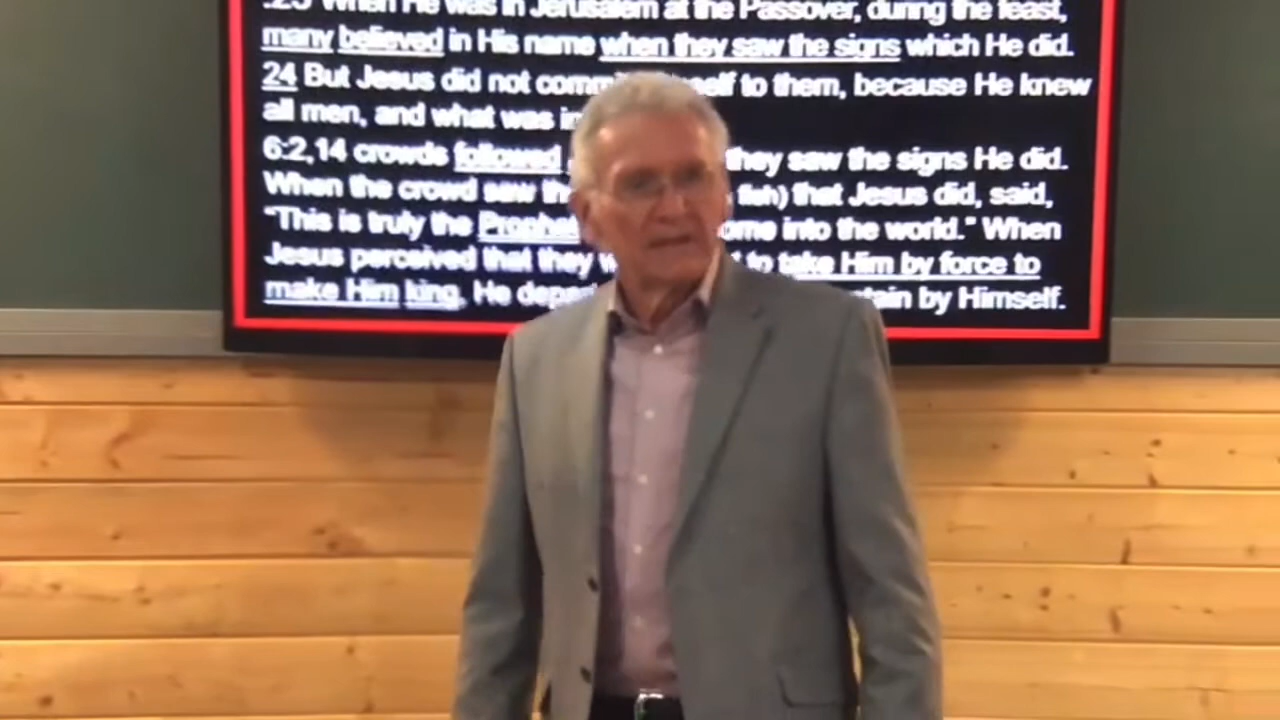 :23 When He was in Jerusalem at the Passover, during the feast,
many believed in His name when they saw the signs which He did.
24 But Jesus did not to them, because He knew
all men, and what was
6:2,14 crowds followed they saw the signs He did.
When the crowd saw fish) that Jesus did, said,
"This is truly the into the world." When
Jesus perceived that they to take Him by force to
make Him king, He by Himself.